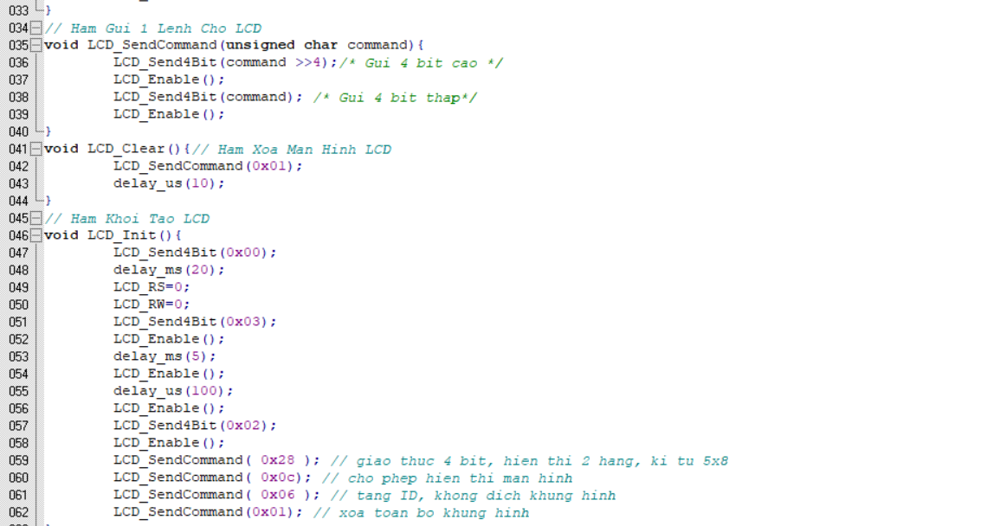 033 }
034 // Ham Gui 1 Lenh Cho LCD
035 void LCD_SendCommand(unsigned char command){
036 LCD_Send4Bit(command >>4);/* Gui 4 bit cao */
037 LCD_Enable();
038 LCD_Send4Bit(command); /* Gui 4 bit thap*/
039 LCD_Enable();
040 }
041 void LCD_Clear(){// Ham Xoa Man Hinh LCD
042 LCD_SendCommand(0x01);
043 delay_us(10);
044 }
045 // Ham Khoi Tao LCD
046 void LCD_Init(){
047 LCD_Send4Bit(0x00);
048 delay_ms(20);
049 LCD_RS=0;
050 LCD_RW=0;
051 LCD_Send4Bit(0x03);
052 LCD_Enable();
053 delay_ms(5);
054 LCD_Enable();
055 delay_us(100);
056 LCD_Enable();
057 LCD_Send4Bit(0x02);
058 LCD_Enable();
059 LCD_SendCommand( 0x28 ); // giao thuc 4 bit, hien thi 2 hang, ki tu 5x8
060 LCD_SendCommand( 0x0c); // cho phep hien thi man hinh
061 LCD_SendCommand( 0x06 ); // tang ID, khong dich khung hinh
062 LCD_SendCommand(0x01); // xoa toan bo khung hinh